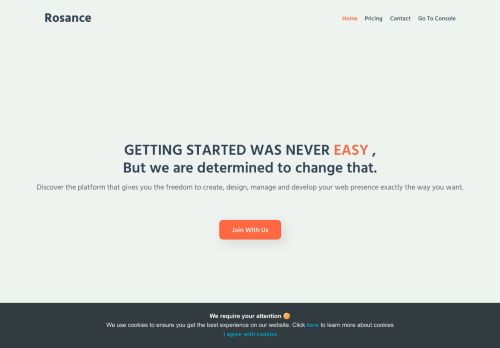 Rosance
Home Pricing Contact Go To Console
GETTING STARTED WAS NEVER EASY ,
But we are determined to change that.
Discover the platform that gives you the freedom to create, design, manage and develop your web presence exactly the way you want.
Join With Us
We require your attention 🍪
We use cookies to ensure you get the best experience on our website. Click here to learn more about cookies
I agree with cookies